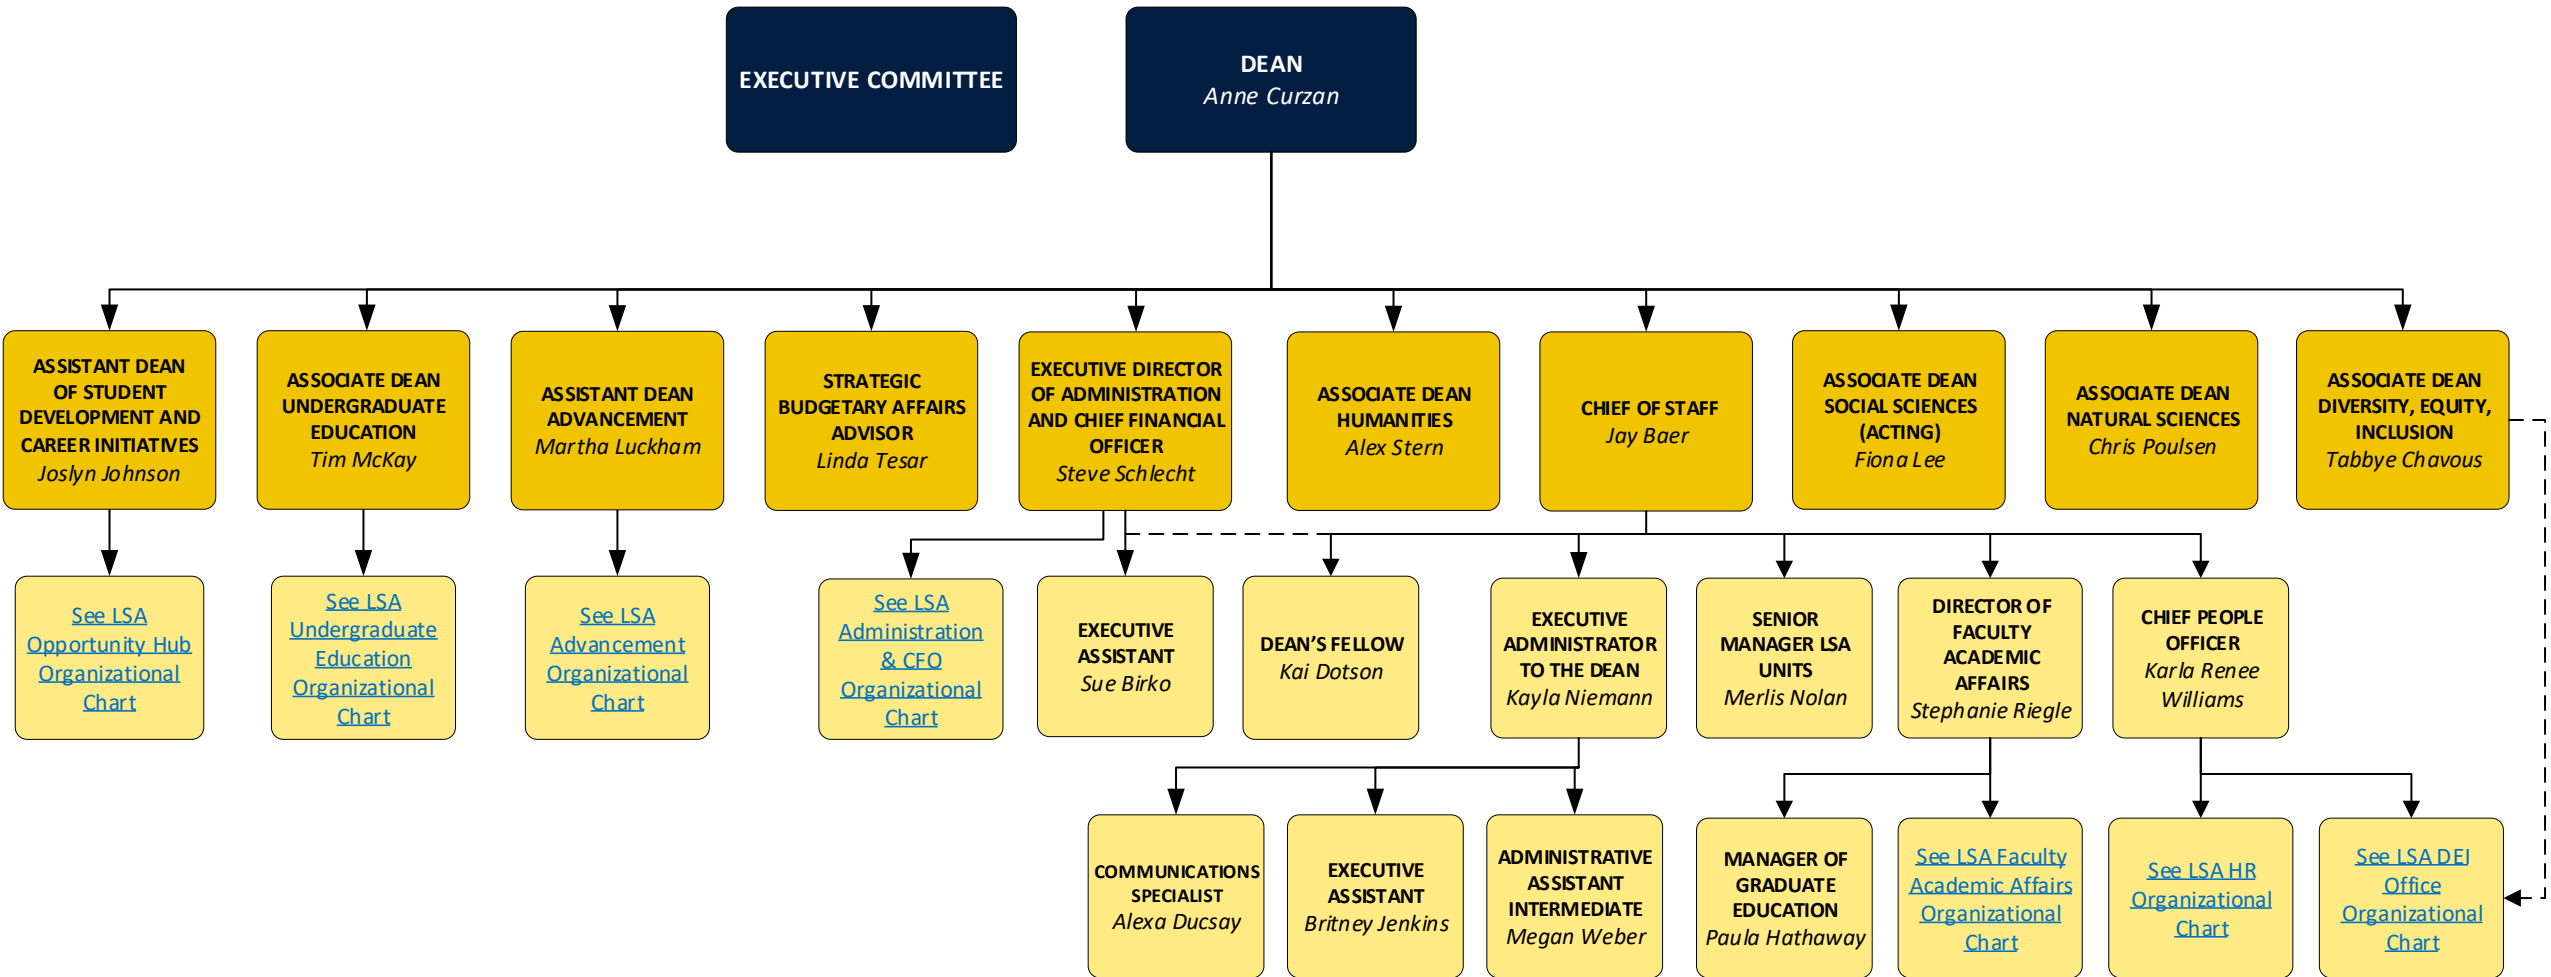 EXECUTIVE COMMITTEE
DEAN
Anne Curzan
ASSISTANT DEAN
OF STUDENT
DEVELOPMENT AND
CAREER INITIATIVES
Joslyn Johnson
ASSOCIATE DEAN
UNDERGRADUATE
EDUCATION
Tim McKay
ASSISTANT DEAN
ADVANCEMENT
Martha Luckham
STRATEGIC
BUDGETARY AFFAIRS
ADVISOR
Linda Tesar
EXECUTIVE DIRECTOR
OF ADMINISTRATION
AND CHIEF FINANCIAL
OFFICER
Steve Schlecht
ASSOCIATE DEAN
HUMANITIES
Alex Stern
CHIEF OF STAFF
Jay Baer
ASSOCIATE DEAN
SOCIAL SCIENCES
(ACTING)
Fiona Lee
ASSOCIATE DEAN
NATURAL SCIENCES
Chris Poulsen
ASSOCIATE DEAN
DIVERSITY, EQUITY,
INCLUSION
Tabbye Chavous
See LSA
Opportunity Hub
Organizational
Chart
See LSA
Undergraduate
Education
Organizational
Chart
See LSA
Advancement
Organizational
Chart
See LSA
Administration
& CFO
Organizational
Chart
EXECUTIVE
ASSISTANT
Sue Birko
DEAN'S FELLOW
Kai Dotson
EXECUTIVE
ADMINISTRATOR
TO THE DEAN
Kayla Niemann
SENIOR
MANAGER LSA
UNITS
Merlis Nolan
DIRECTOR OF
FACULTY
ACADEMIC
AFFAIRS
Stephanie Riegle
CHIEF PEOPLE
OFFICER
Karla Renee
Williams
COMMUNICATIONS
SPECIALIST
Alexa Ducsay
EXECUTIVE
ASSISTANT
Britney Jenkins
ADMINISTRATIVE
ASSISTANT
INTERMEDIATE
Megan Weber
MANAGER OF
GRADUATE
EDUCATION
Paula Hathaway
See LSA Faculty
Academic Affairs
Organizational
Chart
See LSA HR
Organizational
Chart
See LSA DEI
Office
Organizational
Chart